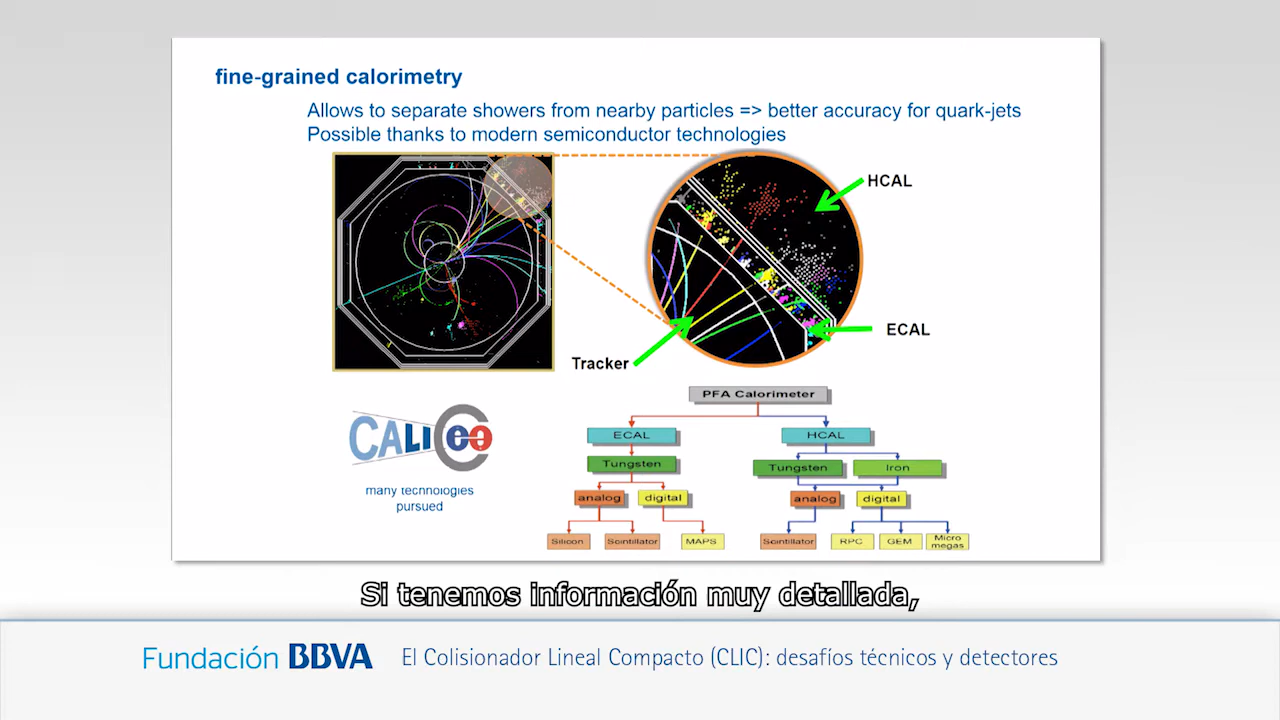 fine-grained calorimetry
Allows to separate showers from nearby particles => better accuracy for quark-jets
Possible thanks to modern semiconductor technologies
HCAL
ECAL
Tracker
PFA Calorimeter
ECAL
HCAL
Tungsten
Tungsten
Iron
analog
digital
analog
digital
Silicon
Scintillator
MAPS
Scintillator
RPC
GEM
Micro
megas
CALICe
many technologies
pursued
Si tenemos información muy detallada,
Fundación BBVA
El Colisionador Lineal Compacto (CLIC): desafíos técnicos y detectores